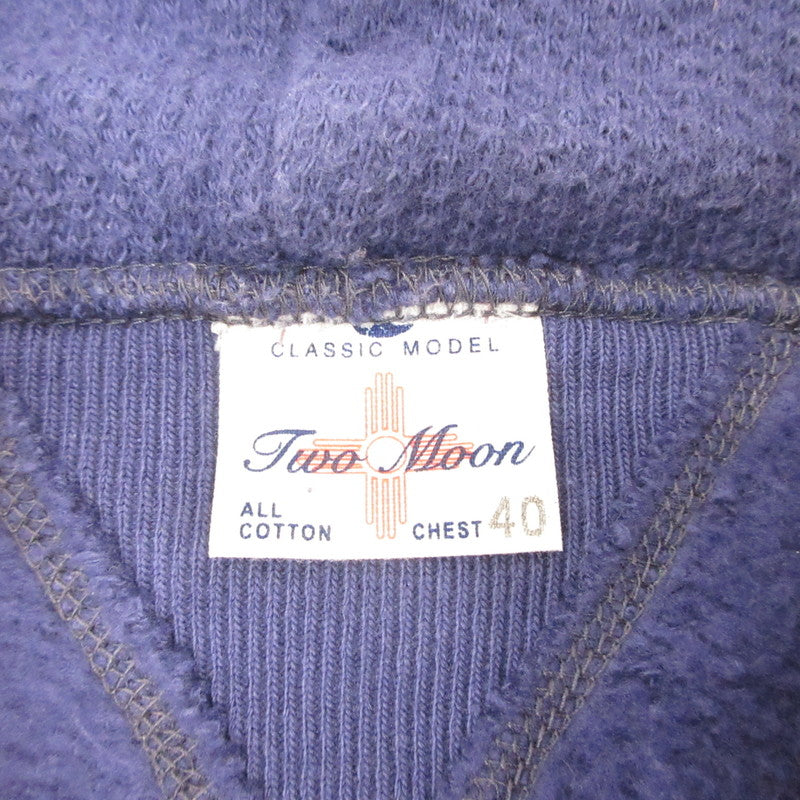 CLASSIC MODEL
Two Moon
ALL
COTTON
CHEST 40